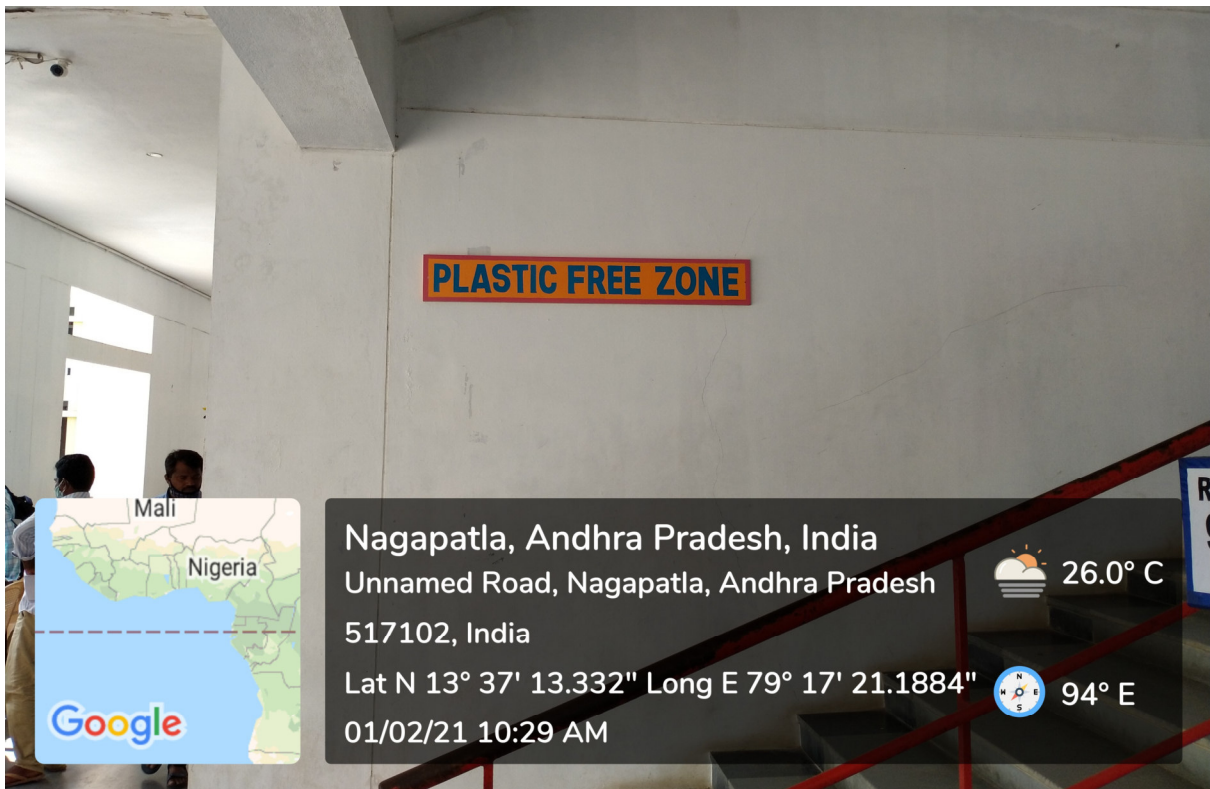 PLASTIC FREE ZONE
Mali
Nigeria
Google
Nagapatla, Andhra Pradesh, India
Unnamed Road, Nagapatla, Andhra Pradesh
517102, India
Lat N 13° 37' 13.332" Long E 79° 17' 21.1884"
01/02/21 10:29 AM
26.0° C
N
E
S
94° E